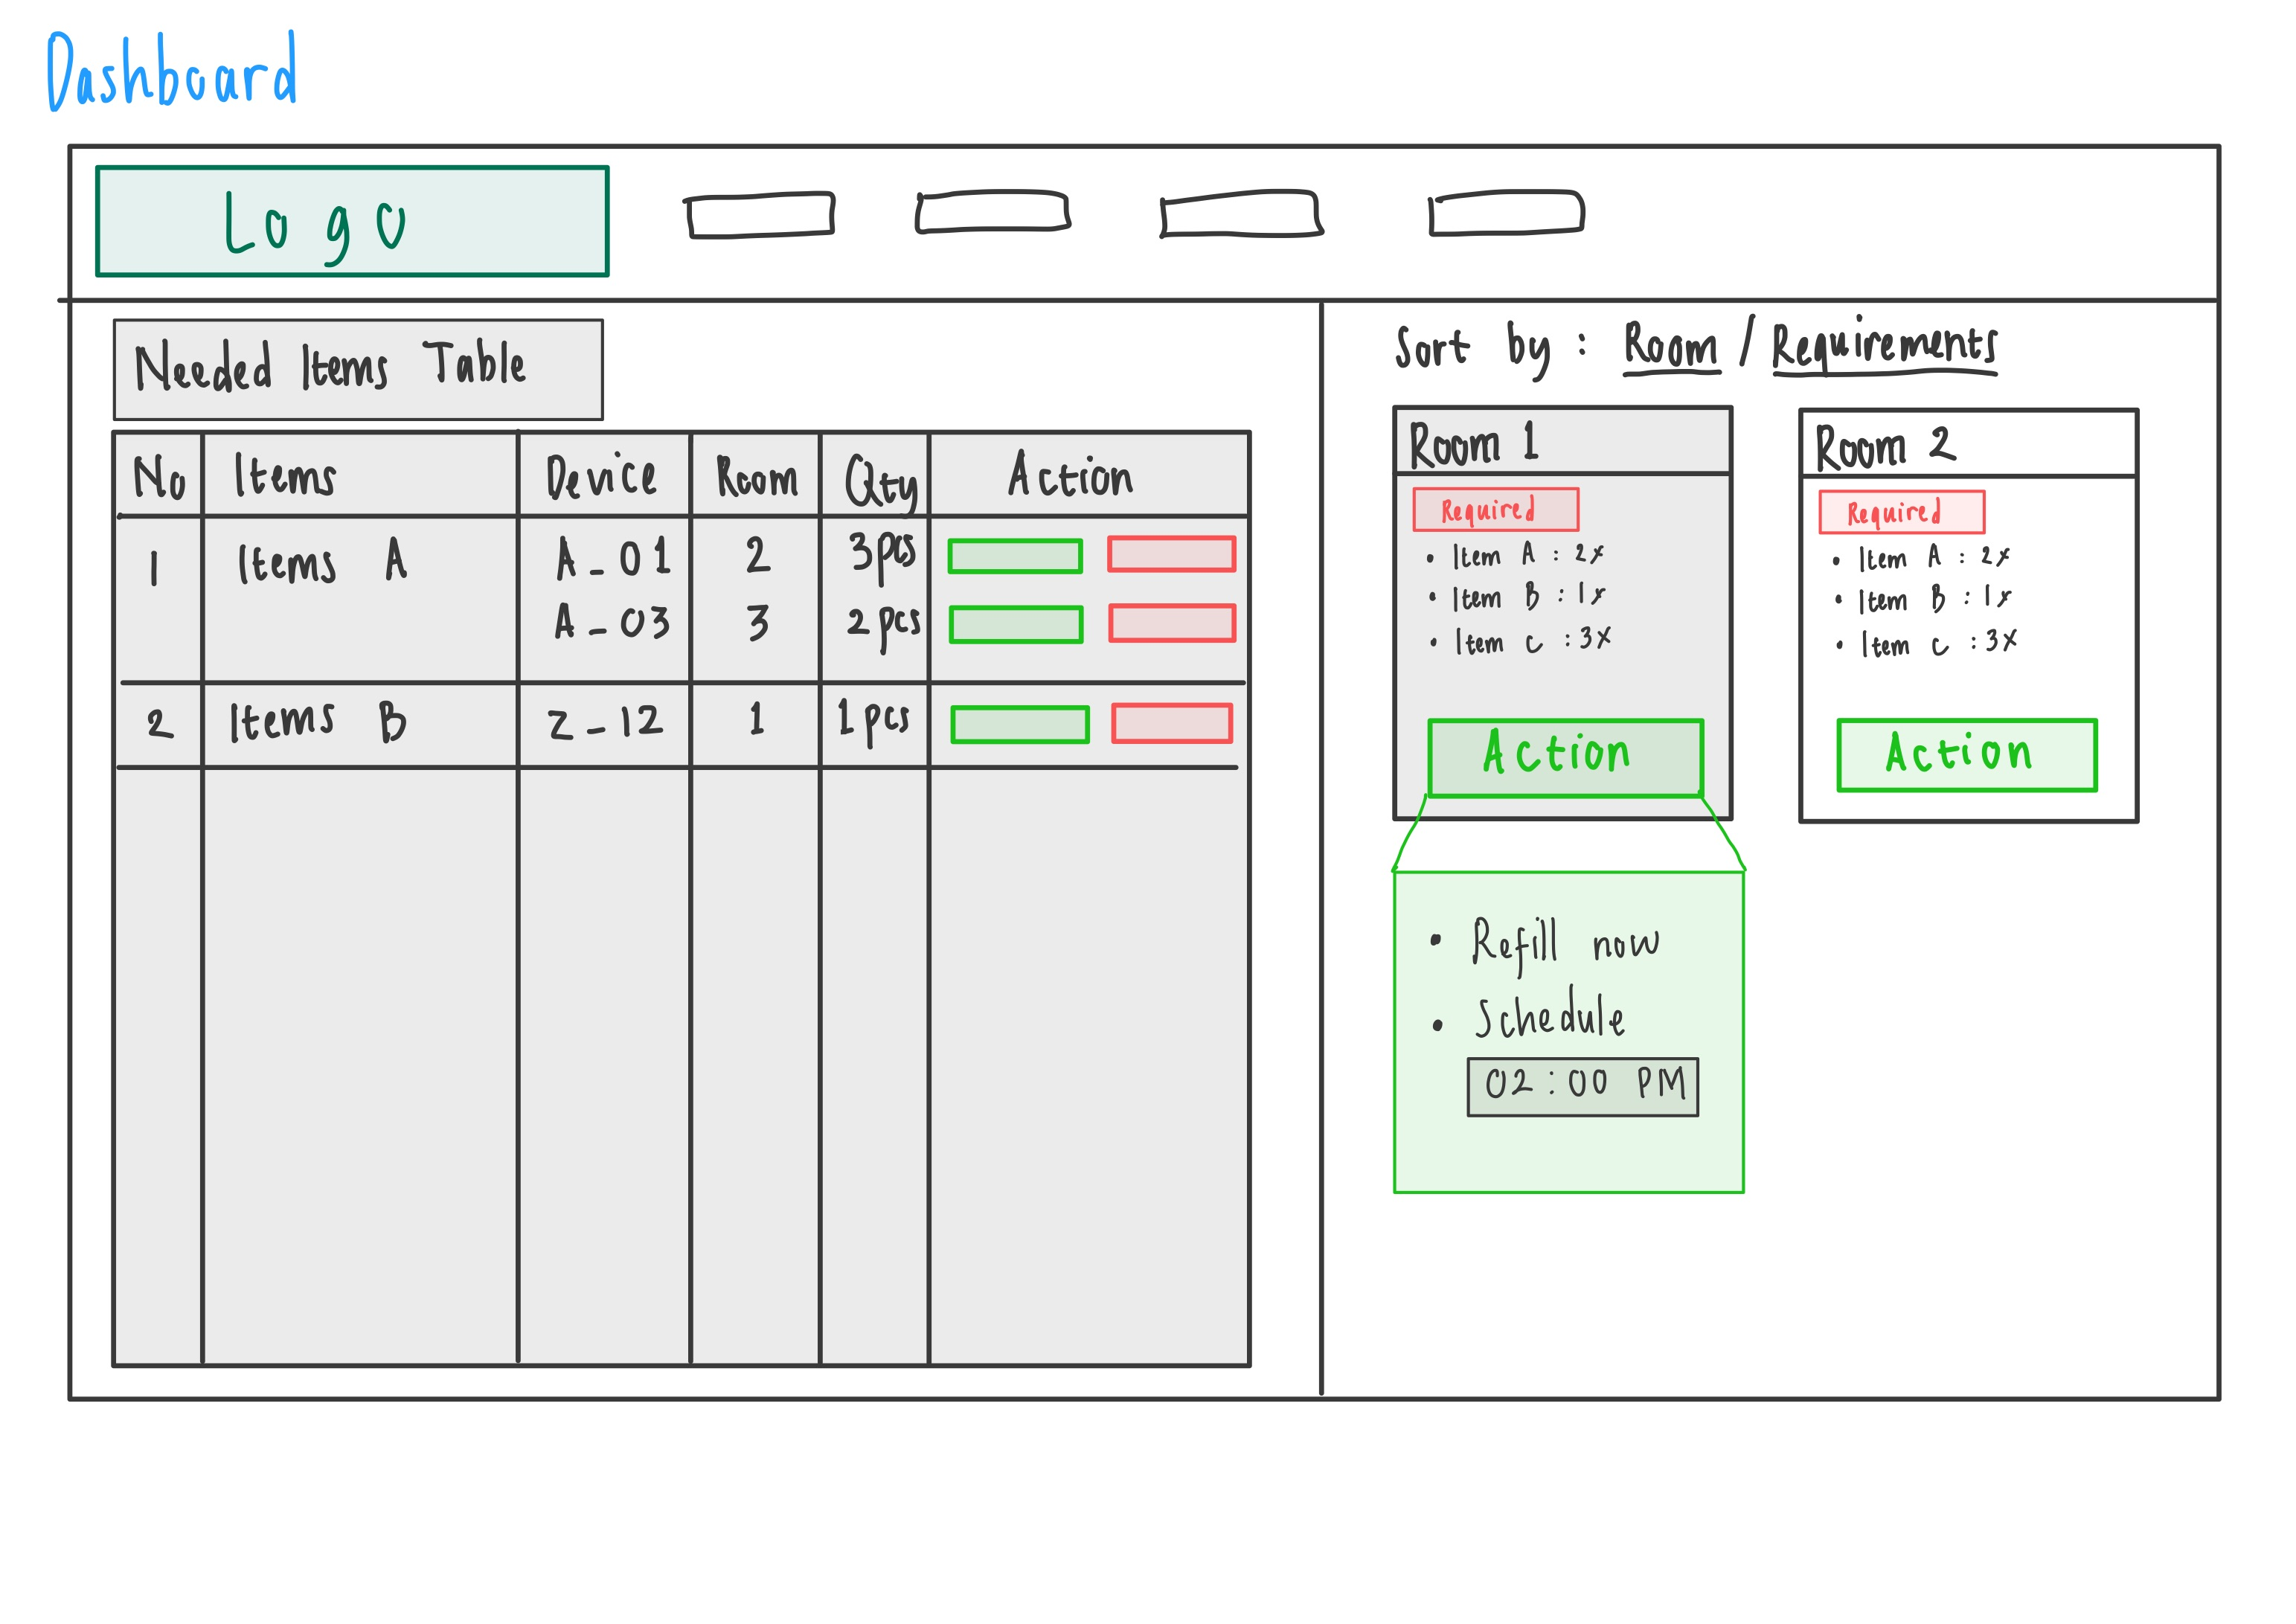 Dashboard
Logo
Needed Items Table
No Items Device Room Qty Action
1 Items A A_01 2 3pcs
A_03 3 2pcs
2 Items B Z_12 1 1pcs
Sort by : Room / Requirements
Room 1
Required
• Item A : 2x
• Item B : 1x
• Item C : 3x
Action
• Refill now
• Schedule
02 : 00 PM
Room 2
Required
• Item A : 2x
• Item B : 1x
• Item C : 3x
Action